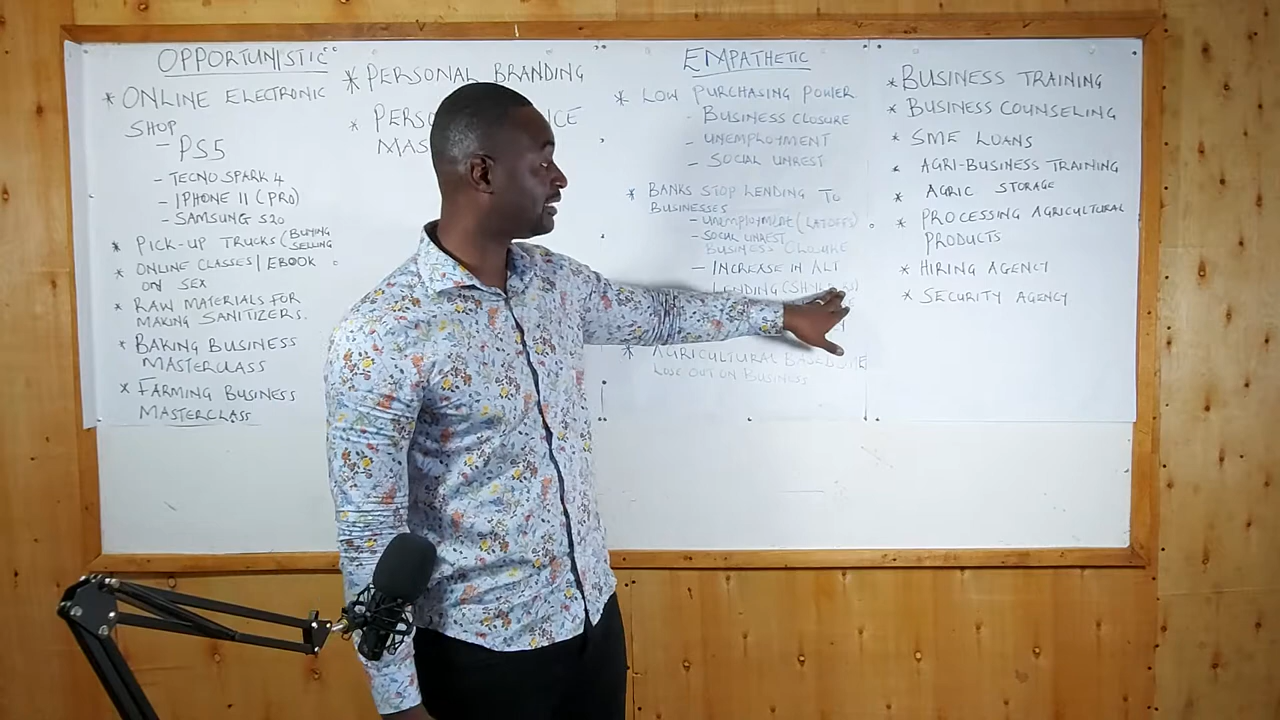 OPPORTUNISTIC
* ONLINE ELECTRONIC
SHOP
- PS5
- TECNO SPARK 4
- IPHONE 11 (PRO)
- SAMSUNG S20
* PICK-UP TRUCKS (BUYING
SELLING
* ONLINE CLASSES/EBOOK
ON SEX
* RAW MATERIALS FOR
MAKING SANITIZERS.
* BAKING BUSINESS
MASTERCLASS
* FARMING BUSINESS
MASTERCLASS
* PERSONAL BRANDING
*
EMPATHETIC
* LOW PURCHASING POWER
- BUSINESS CLOSURE
- UNEMPLOYMENT
- SOCIAL UNREST
* BANKS STOP LENDING TO
BUSINESSES
- UNEMPLOYMENT (LAYOFFS)
- SOCIAL UNREST
BUSINESS CLOSURE
- INCREASE IN ALT
LENDING
* AGRICULTURAL BASED
LOSE OUT ON BUSINESS
* BUSINESS TRAINING
* BUSINESS COUNSELING
* SME LOANS
* AGRI-BUSINESS TRAINING
* AGRIC STORAGE
* PROCESSING AGRICULTURAL
PRODUCTS
* HIRING AGENCY
* SECURITY AGENCY